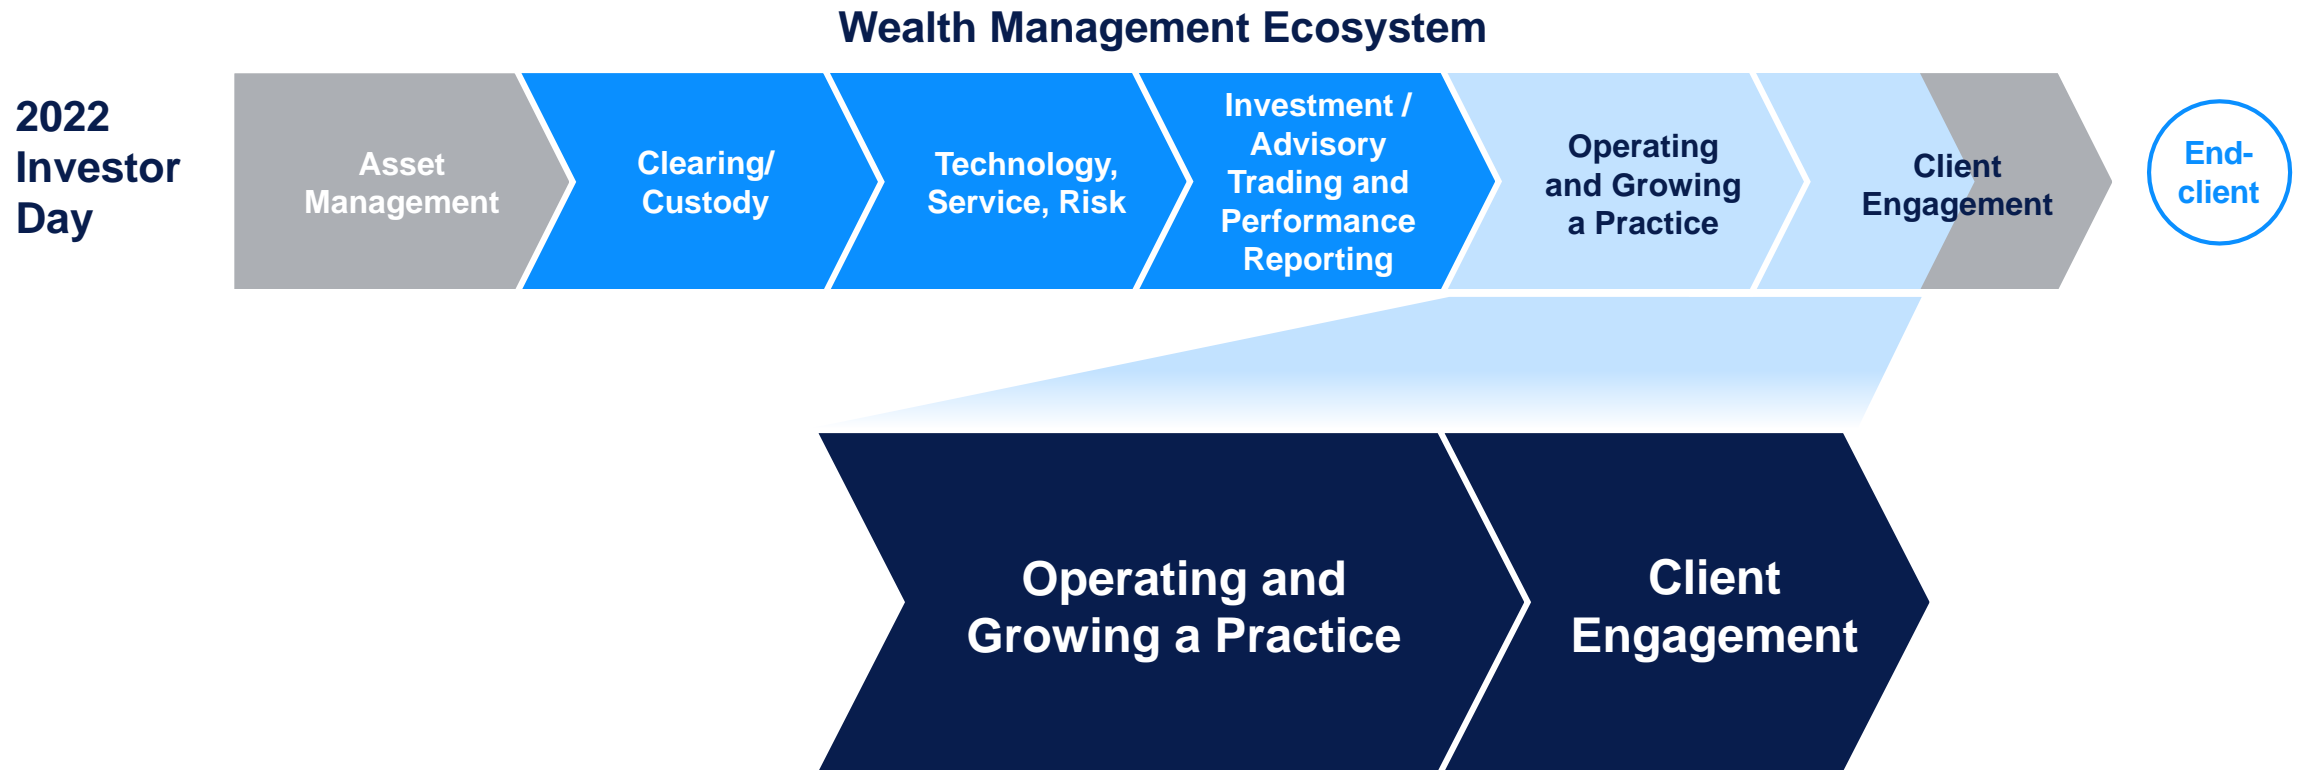 Wealth Management Ecosystem
2022
Investor
Day
Asset
Management
Clearing/
Custody
Technology,
Service, Risk
Investment /
Advisory
Trading and
Performance
Reporting
Operating
and Growing
a Practice
Client
Engagement
End-
client
Operating and
Growing a Practice
Client
Engagement